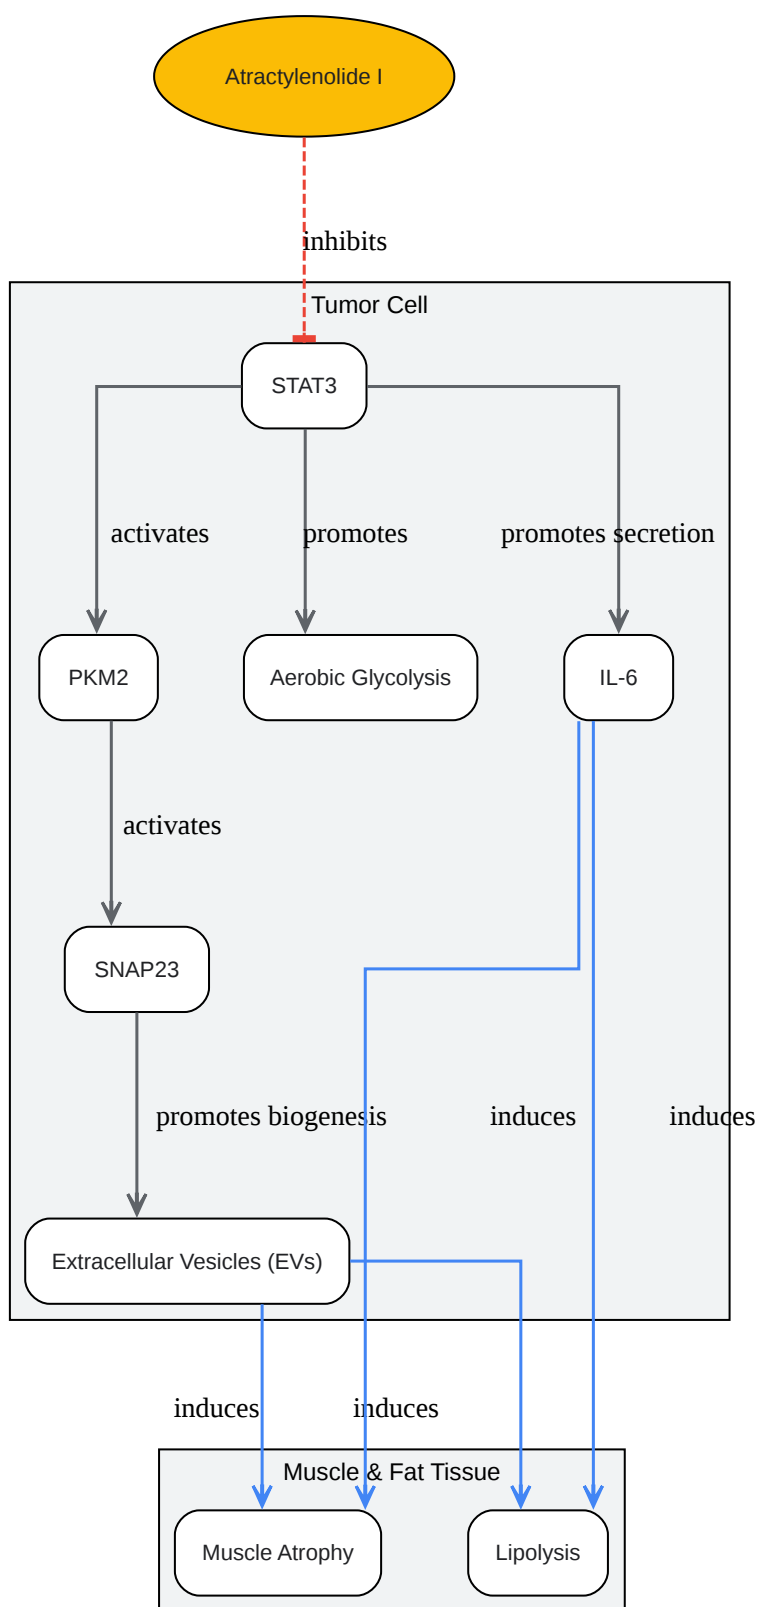 Atractylenolide I
inhibits
Tumor Cell
STAT3
activates
promotes
promotes secretion
PKM2
Aerobic Glycolysis
IL-6
activates
SNAP23
promotes biogenesis
induces
induces
Extracellular Vesicles (EVs)
induces
induces
Muscle & Fat Tissue
Muscle Atrophy
Lipolysis